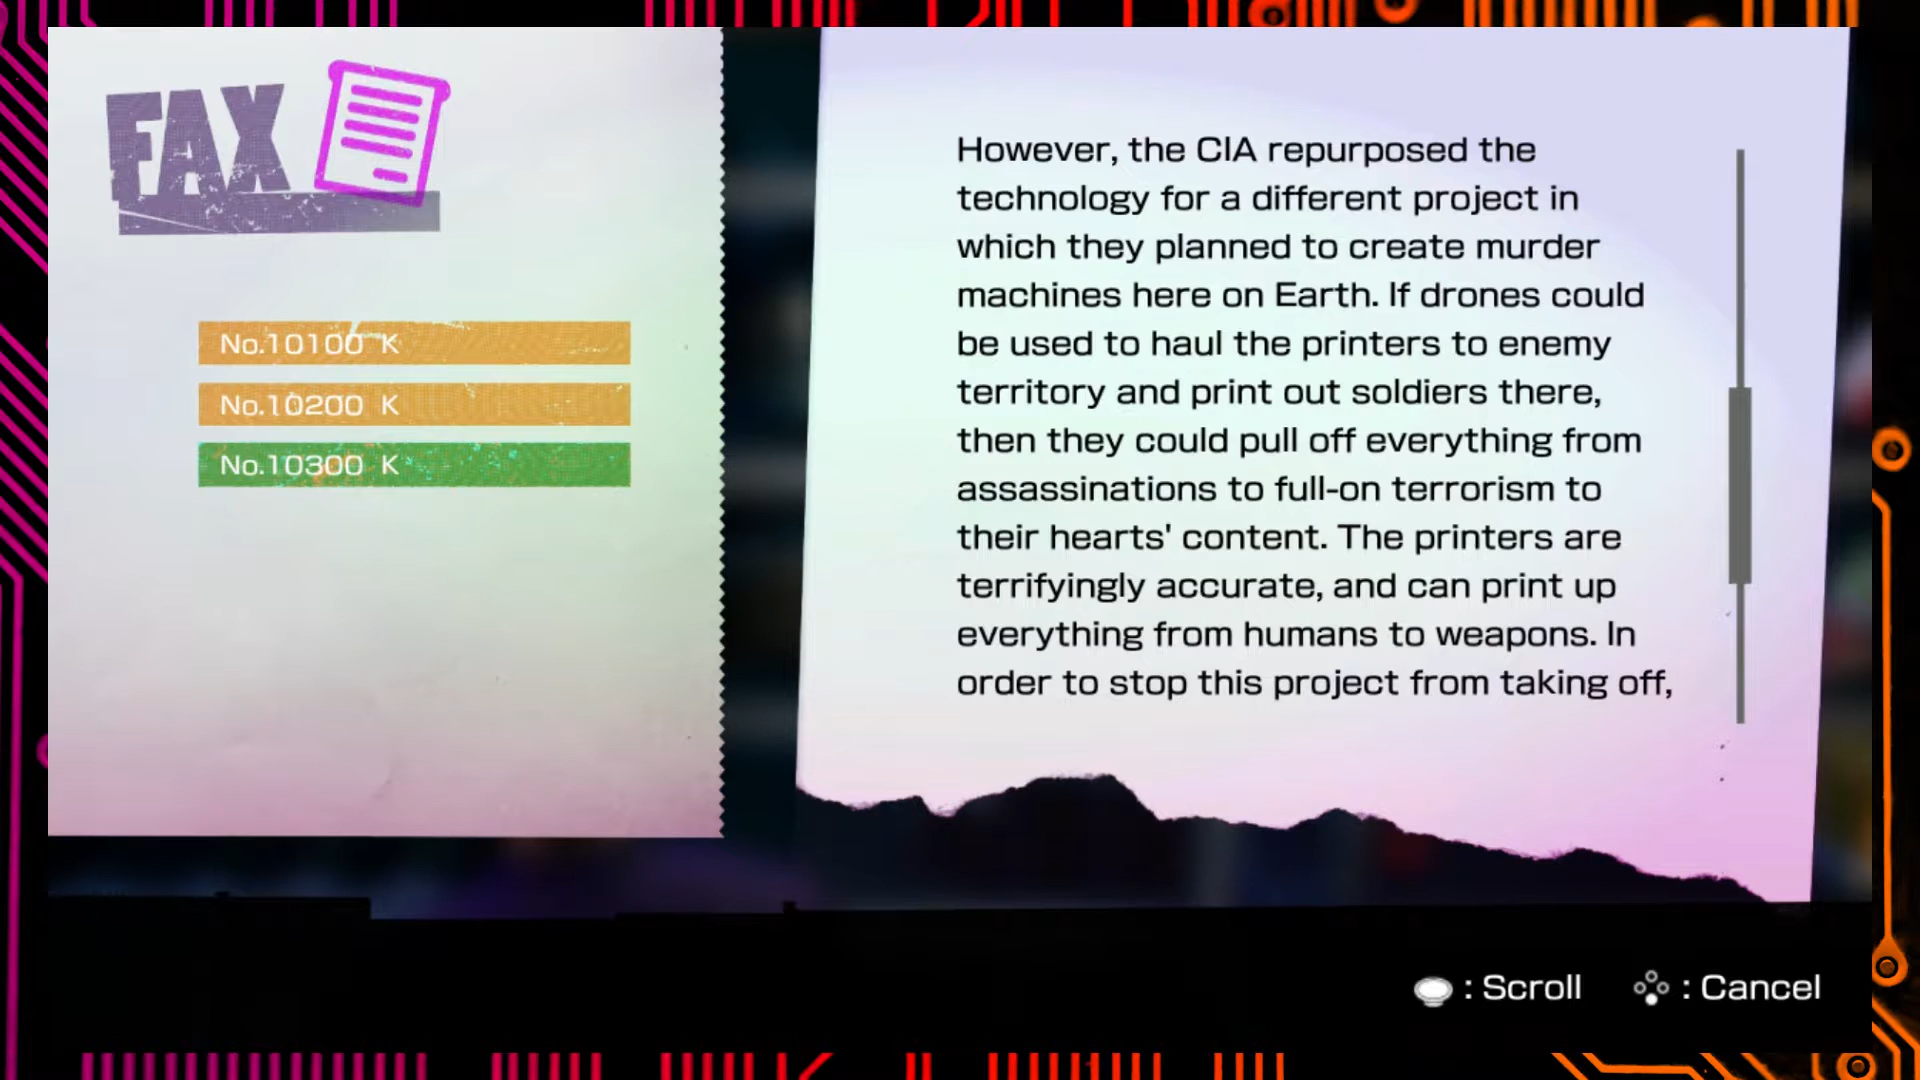 FAX
No.10100 K
No.10200 K
No.10300 K
However, the CIA repurposed the
technology for a different project in
which they planned to create murder
machines here on Earth. If drones could
be used to haul the printers to enemy
territory and print out soldiers there,
then they could pull off everything from
assassinations to full-on terrorism to
their hearts' content. The printers are
terrifyingly accurate, and can print up
everything from humans to weapons. In
order to stop this project from taking off,
: Scroll
: Cancel